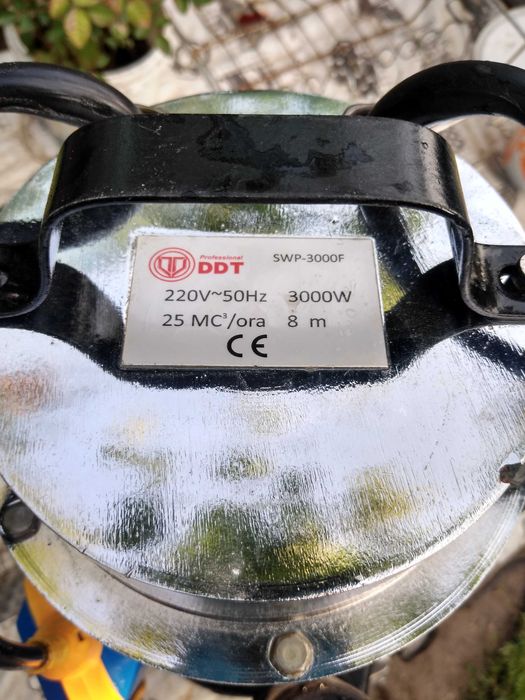 Professional
DDT SWP-3000F
220V~50Hz 3000W
25 MC³/ora 8 m
CE